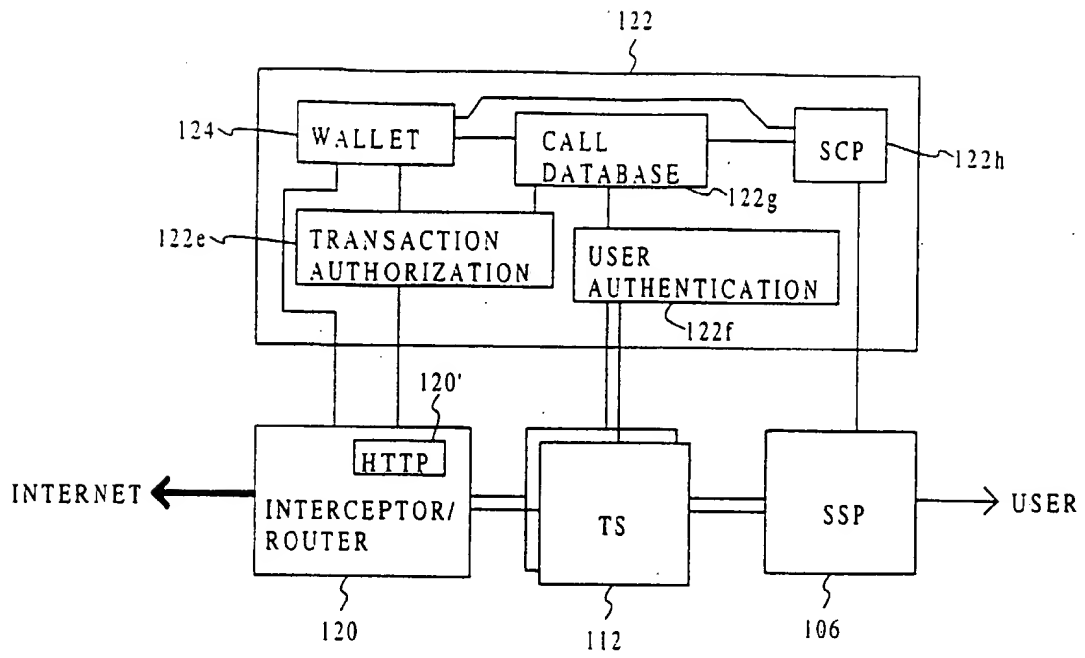 122
124
WALLET
CALL
DATABASE
SCP
122h
122g
122e
TRANSACTION
AUTHORIZATION
USER
AUTHENTICATION
122f
120'
HTTP
INTERNET
INTERCEPTOR/
ROUTER
TS
SSP
USER
120
112
106